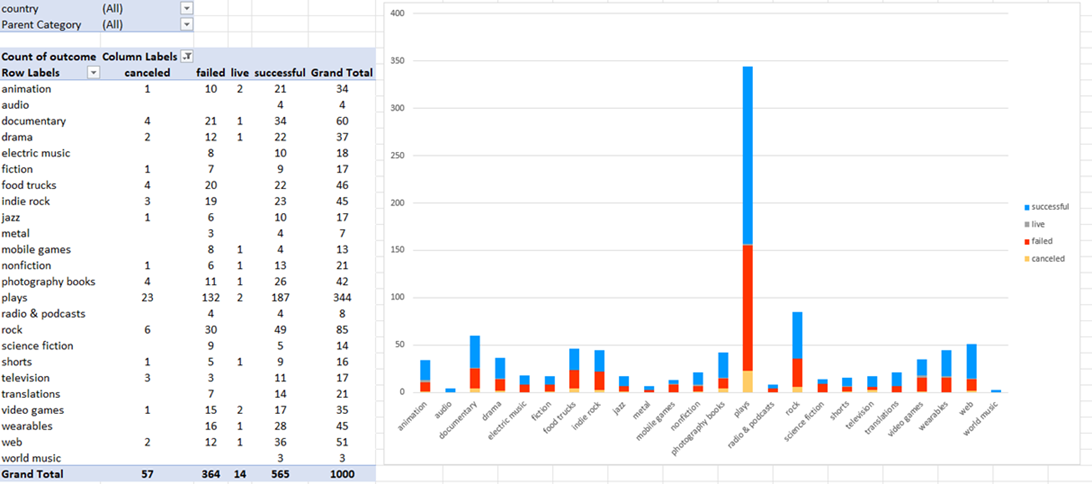 country (All)
Parent Category (All)
Count of outcome Column Labels
Row Labels canceled failed live successful Grand Total
animation 1 10 2 21 34
audio 4 4
documentary 4 21 1 34 60
drama 2 12 1 22 37
electric music 8 10 18
fiction 1 7 9 17
food trucks 4 20 22 46
indie rock 3 19 23 45
jazz 1 6 10 17
metal 3 4 7
mobile games 8 1 4 13
nonfiction 1 6 1 13 21
photography books 4 11 1 26 42
plays 23 132 2 187 344
radio & podcasts 4 4 8
rock 6 30 49 85
science fiction 9 5 14
shorts 1 5 1 9 16
television 3 3 11 17
translations 7 14 21
video games 1 15 2 17 35
wearables 16 1 28 45
web 2 12 1 36 51
world music 3 3
Grand Total 57 364 14 565 1000
400
350
300
250
200
150
100
50
0
successful
live
failed
canceled
animation
audio
documentary
drama
electric music
fiction
food trucks
indie rock
jazz
metal
mobile games
nonfiction
photography books
plays
radio & podcasts
rock
science fiction
shorts
television
translations
video games
wearables
web
world music